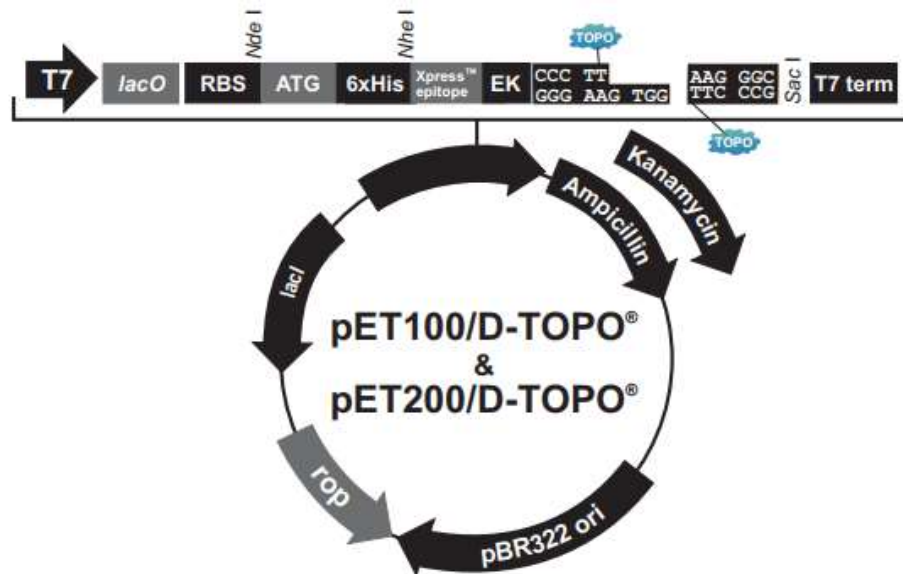 Nde I
Nhe I
TOPO
T7
lacO
RBS
ATG
6xHis
Xpress™
epitope
EK
CCC TT
GGG AAG TGG
AAG GGC
TTC CCG
Sac I
T7 term
TOPO
Ampicillin
Kanamycin
lacI
pET100/D-TOPO®
&
pET200/D-TOPO®
rop
pBR322 ori